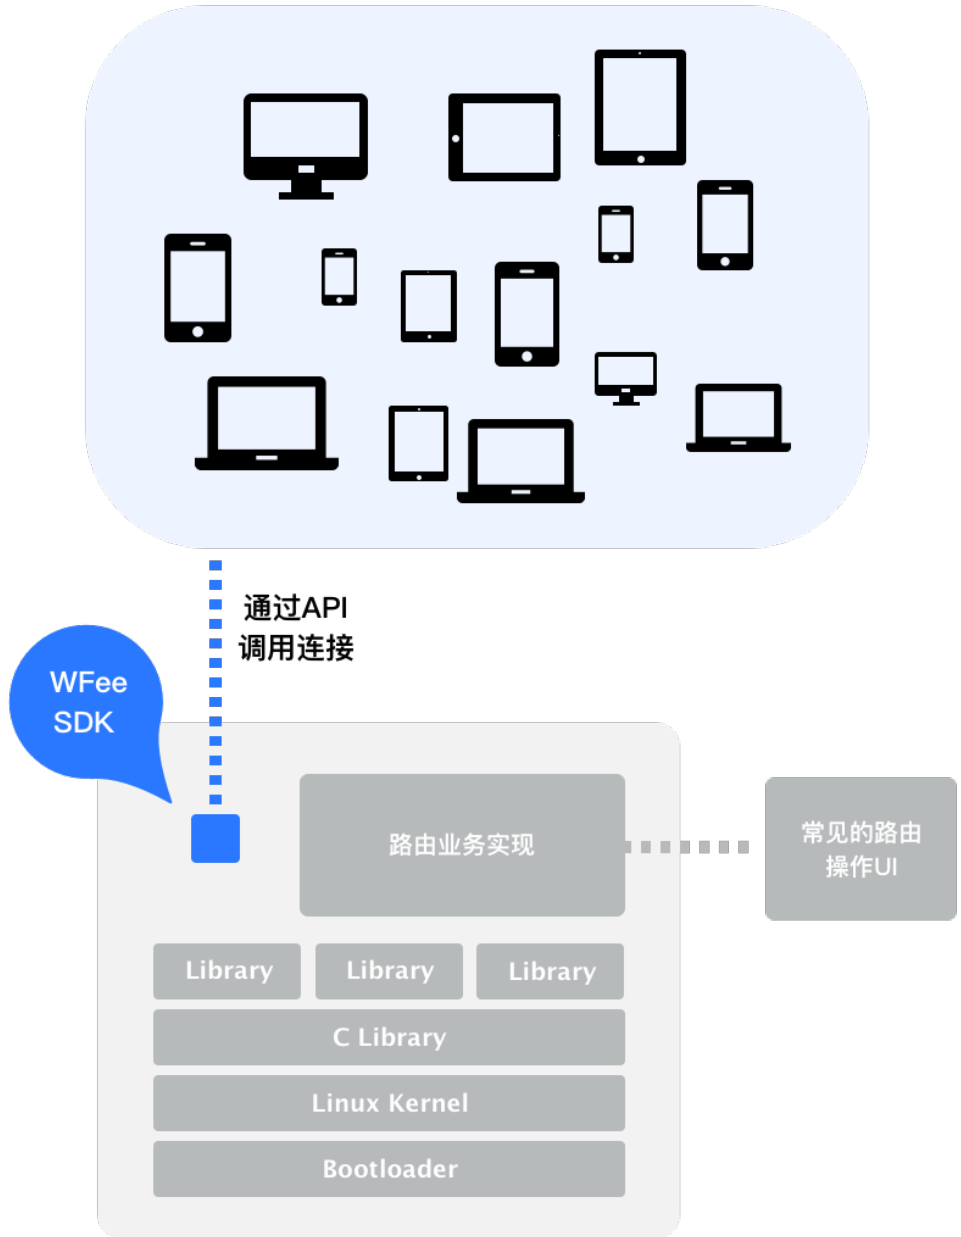 通过API
调用连接
WFee
SDK
路由业务实现
常见的路由
操作UI
Library
Library
Library
C Library
Linux Kernel
Bootloader